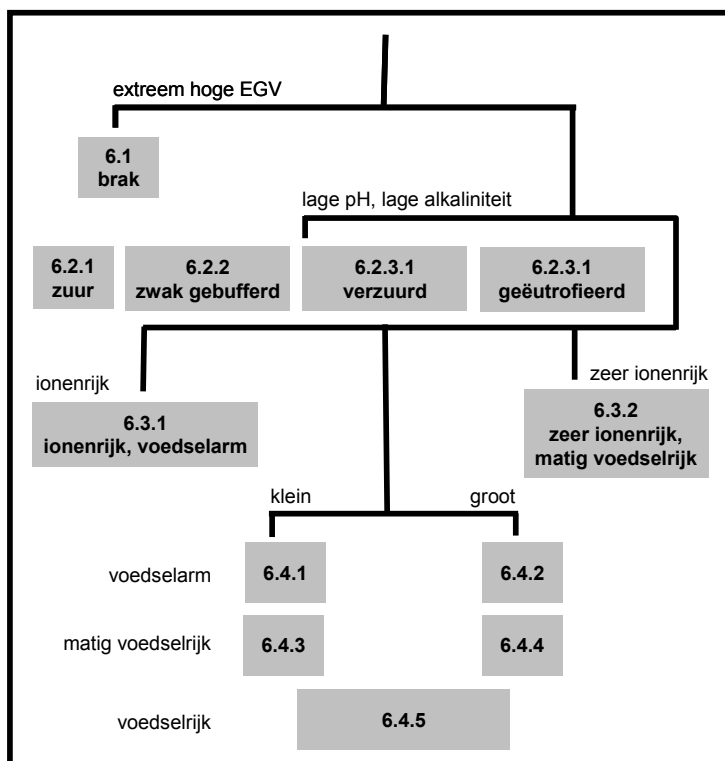 extreem hoge EGV
6.1
brak
lage pH, lage alkaliniteit
6.2.1
zuur
6.2.2
zwak gebufferd
6.2.3.1
verzuurd
6.2.3.1
geëutrofieerd
ionenrijk
zeer ionenrijk
6.3.1
ionenrijk, voedselarm
6.3.2
zeer ionenrijk,
matig voedselrijk
klein
groot
voedselarm
6.4.1
6.4.2
matig voedselrijk
6.4.3
6.4.4
voedselrijk
6.4.5